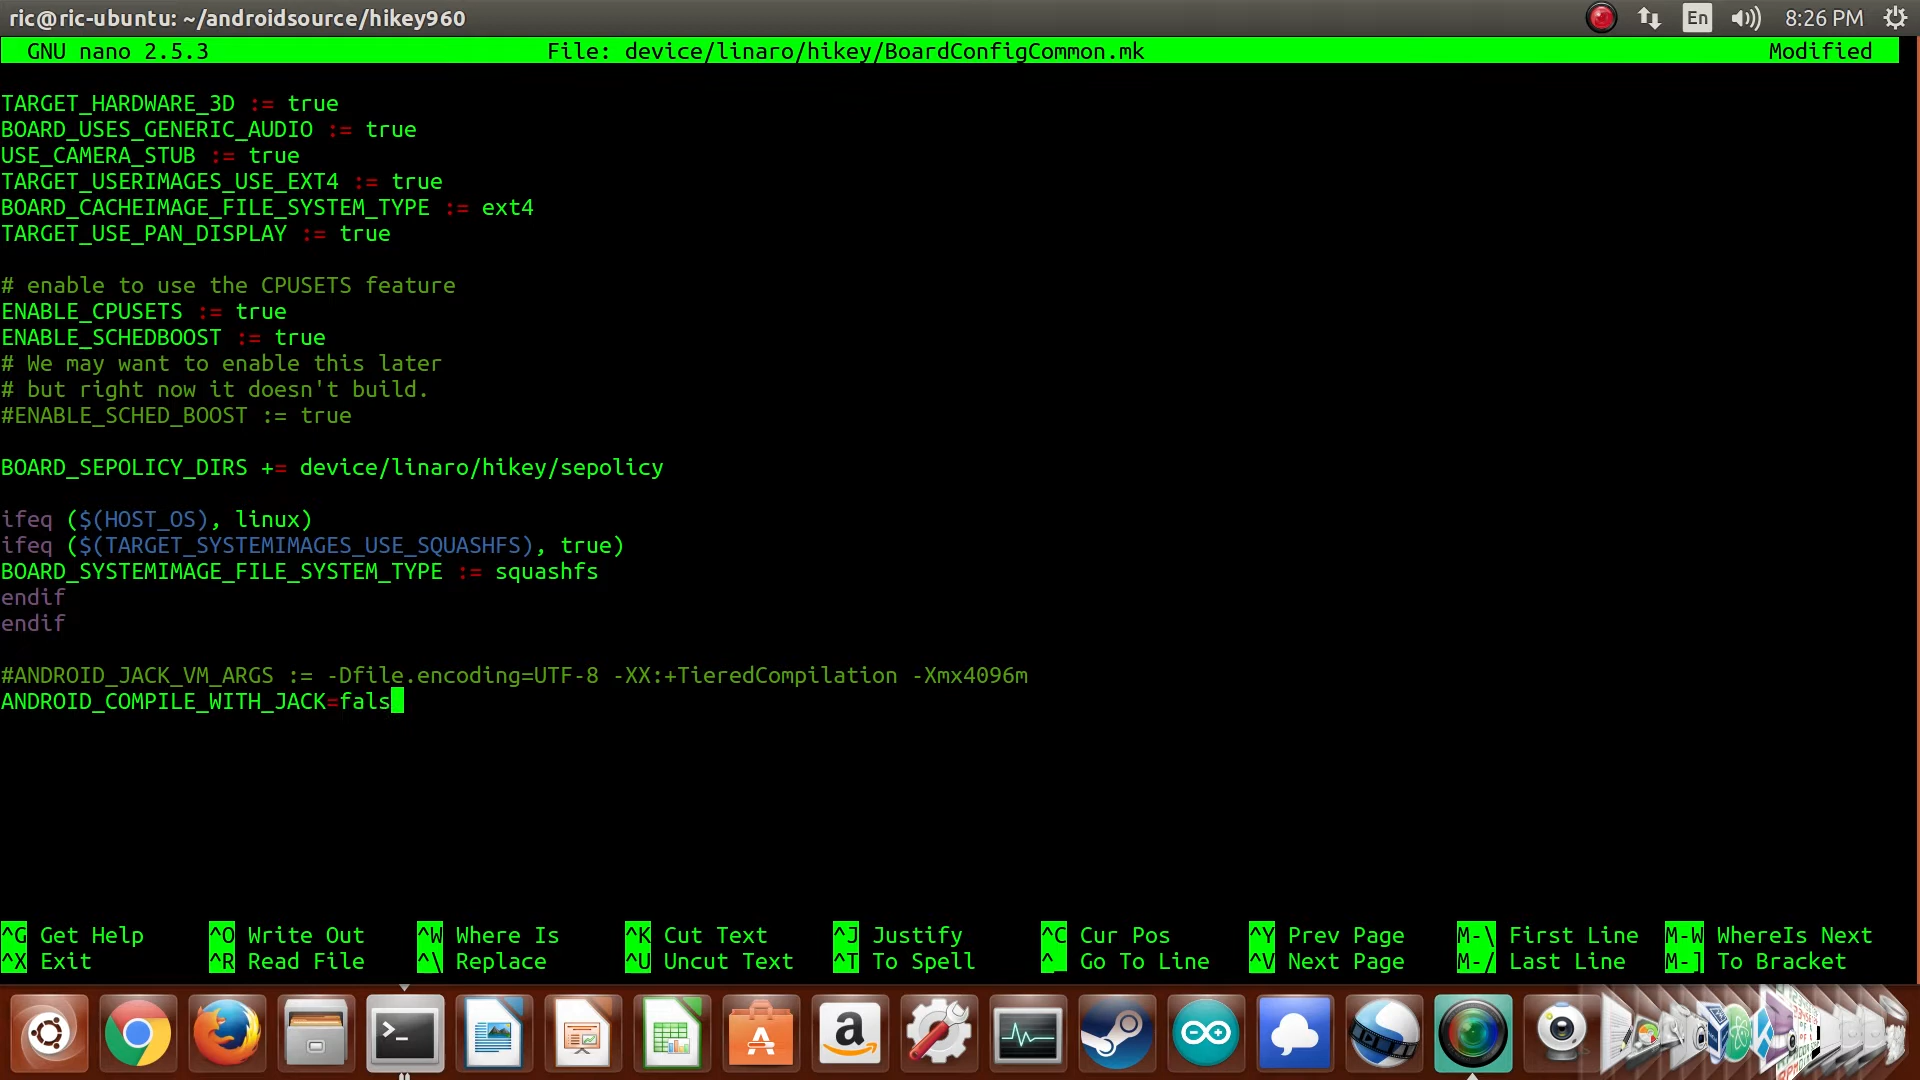 ric@ric-ubuntu: ~/androidsource/hikey960 En 8:26 PM
GNU nano 2.5.3 File: device/linaro/hikey/BoardConfigCommon.mk Modified
TARGET_HARDWARE_3D := true
BOARD_USES_GENERIC_AUDIO := true
USE_CAMERA_STUB := true
TARGET_USERIMAGES_USE_EXT4 := true
BOARD_CACHEIMAGE_FILE_SYSTEM_TYPE := ext4
TARGET_USE_PAN_DISPLAY := true
# enable to use the CPUSETS feature
ENABLE_CPUSETS := true
ENABLE_SCHEDBOOST := true
# We may want to enable this later
# but right now it doesn't build.
#ENABLE_SCHED_BOOST := true
BOARD_SEPOLICY_DIRS += device/linaro/hikey/sepolicy
ifeq ($(HOST_OS), linux)
ifeq ($(TARGET_SYSTEMIMAGES_USE_SQUASHFS), true)
BOARD_SYSTEMIMAGE_FILE_SYSTEM_TYPE := squashfs
endif
endif
#ANDROID_JACK_VM_ARGS := -Dfile.encoding=UTF-8 -XX:+TieredCompilation -Xmx4096m
ANDROID_COMPILE_WITH_JACK=fals
^G Get Help ^O Write Out ^W Where Is ^K Cut Text ^J Justify ^C Cur Pos ^Y Prev Page M-\ First Line M-W WhereIs Next
^X Exit ^R Read File ^\ Replace ^U Uncut Text ^T To Spell ^_ Go To Line ^V Next Page M-/ Last Line M-] To Bracket